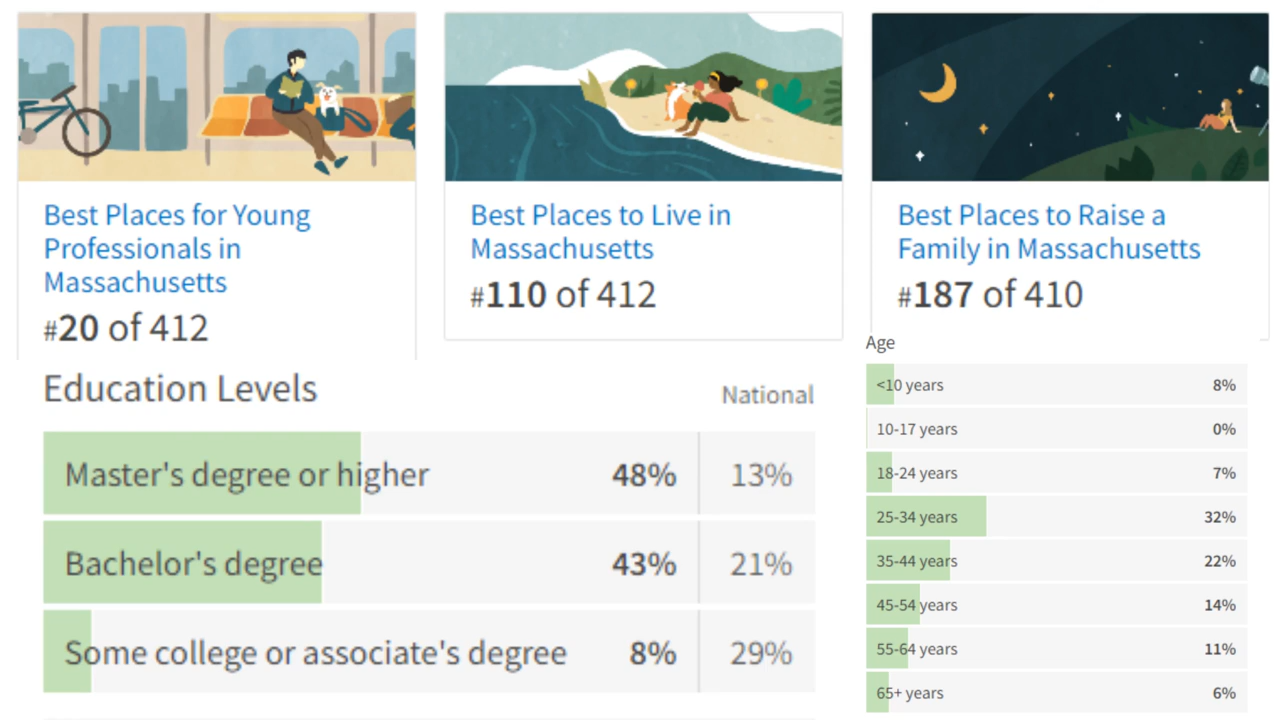 Best Places for Young
Professionals in
Massachusetts
#20 of 412
Best Places to Live in
Massachusetts
#110 of 412
Best Places to Raise a
Family in Massachusetts
#187 of 410
Education Levels
National
Master's degree or higher 48% 13%
Bachelor's degree 43% 21%
Some college or associate's degree 8% 29%
Age
<10 years 8%
10-17 years 0%
18-24 years 7%
25-34 years 32%
35-44 years 22%
45-54 years 14%
55-64 years 11%
65+ years 6%